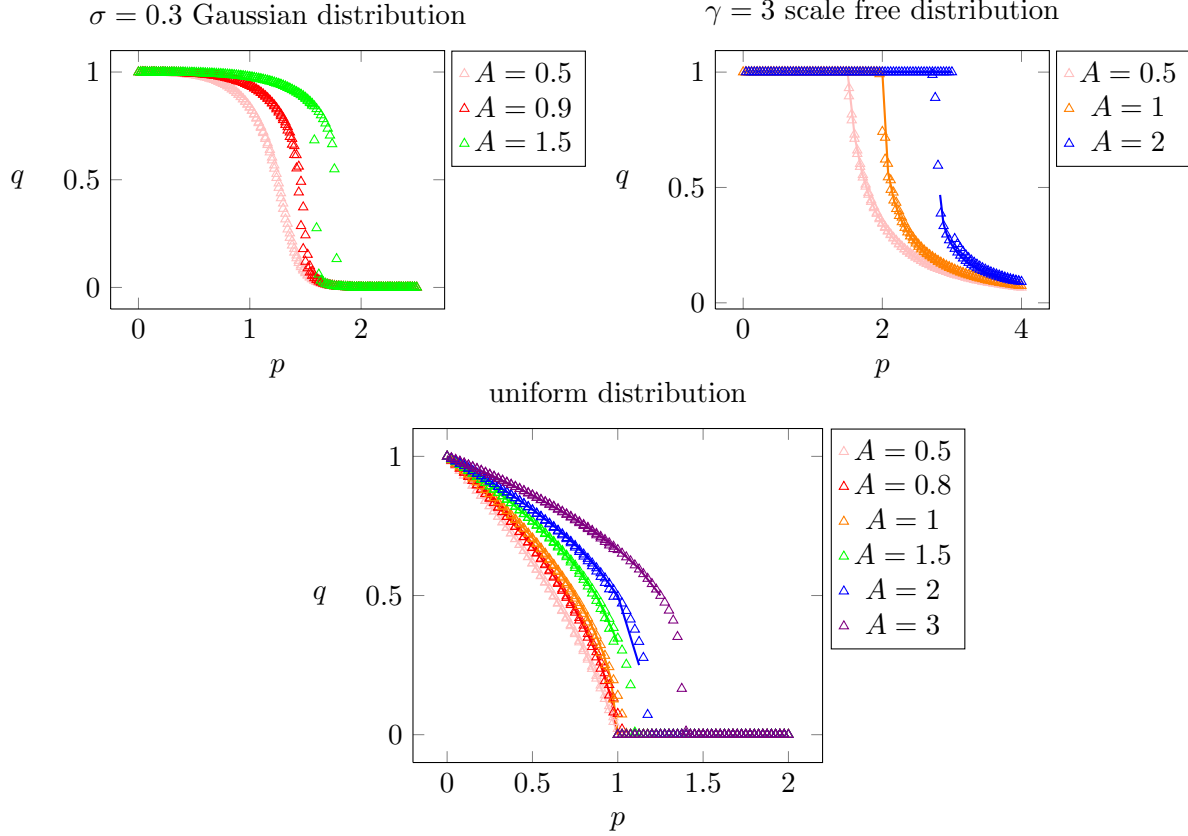 σ = 0.3 Gaussian distribution
1
0.5
0
q
0
1
2
p
A = 0.5
A = 0.9
A = 1.5
γ = 3 scale free distribution
1
0.5
0
q
0
2
4
p
A = 0.5
A = 1
A = 2
uniform distribution
1
0.5
0
q
0
0.5
1
1.5
2
p
A = 0.5
A = 0.8
A = 1
A = 1.5
A = 2
A = 3